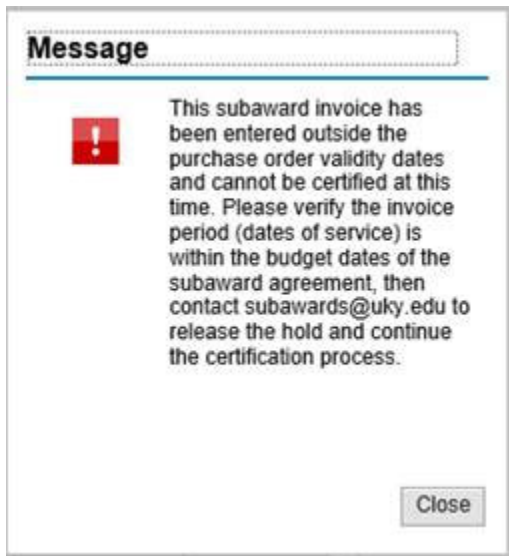 Message
!
This subaward invoice has
been entered outside the
purchase order validity dates
and cannot be certified at this
time. Please verify the invoice
period (dates of service) is
within the budget dates of the
subaward agreement, then
contact subawards@uky.edu to
release the hold and continue
the certification process.
Close